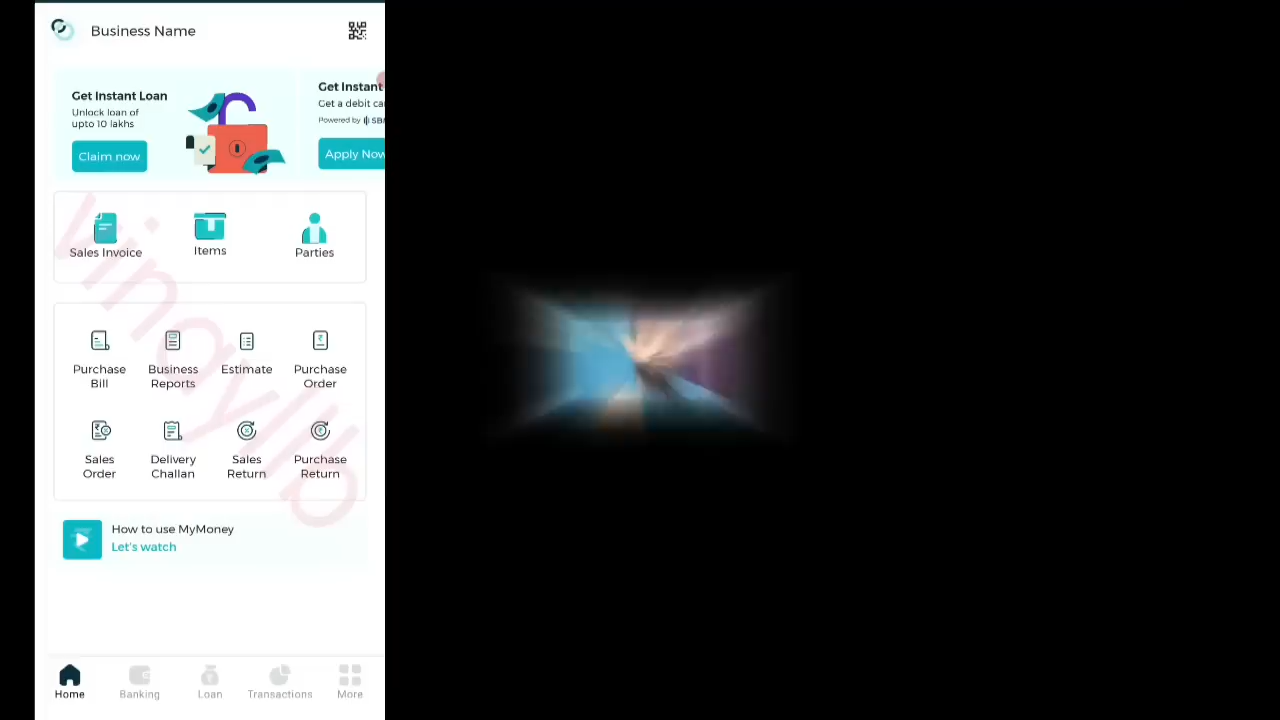 Business Name
Get Instant Loan
Unlock loan of
upto 10 lakhs
Claim now
Get Instant
Get a debit ca
Powered by SB
Apply Now
Sales Invoice
Items
Parties
Purchase
Bill
Business
Reports
Estimate
Purchase
Order
Sales
Order
Delivery
Challan
Sales
Return
Purchase
Return
How to use MyMoney
Let's watch
Home
Banking
Loan
Transactions
More